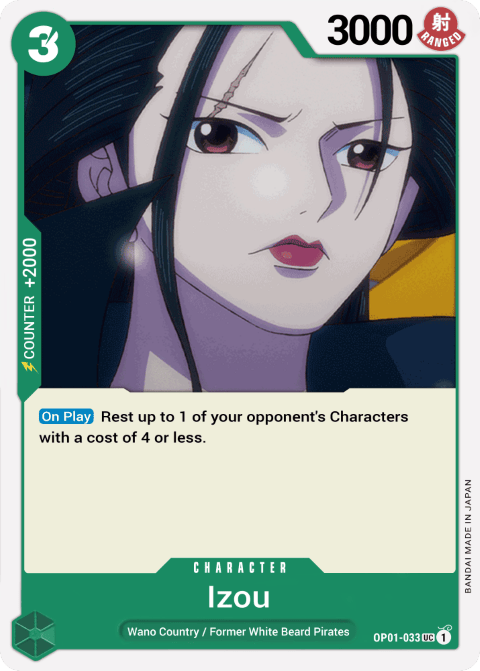 3
3000
射
RANGED
COUNTER +2000
On Play Rest up to 1 of your opponent's Characters
with a cost of 4 or less.
BANDAI MADE IN JAPAN
CHARACTER
Izou
Wano Country / Former White Beard Pirates
OP01-033 UC 1